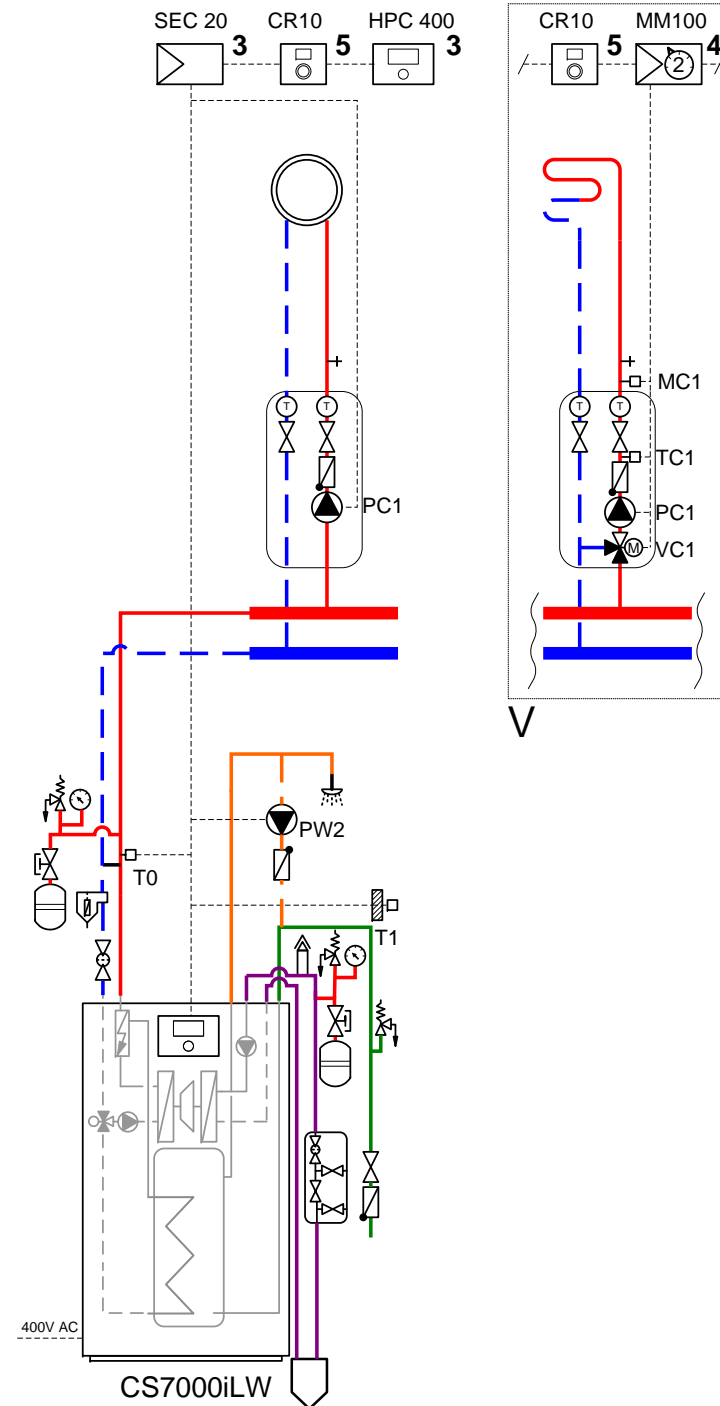 SEC 20 CR10 HPC 400 CR10 MM100
3 5 3 5 4
2
MC1
T T T T
TC1
PC1 PC1
M VC1
V
PW2
T0
T1
400V AC
CS7000iLW